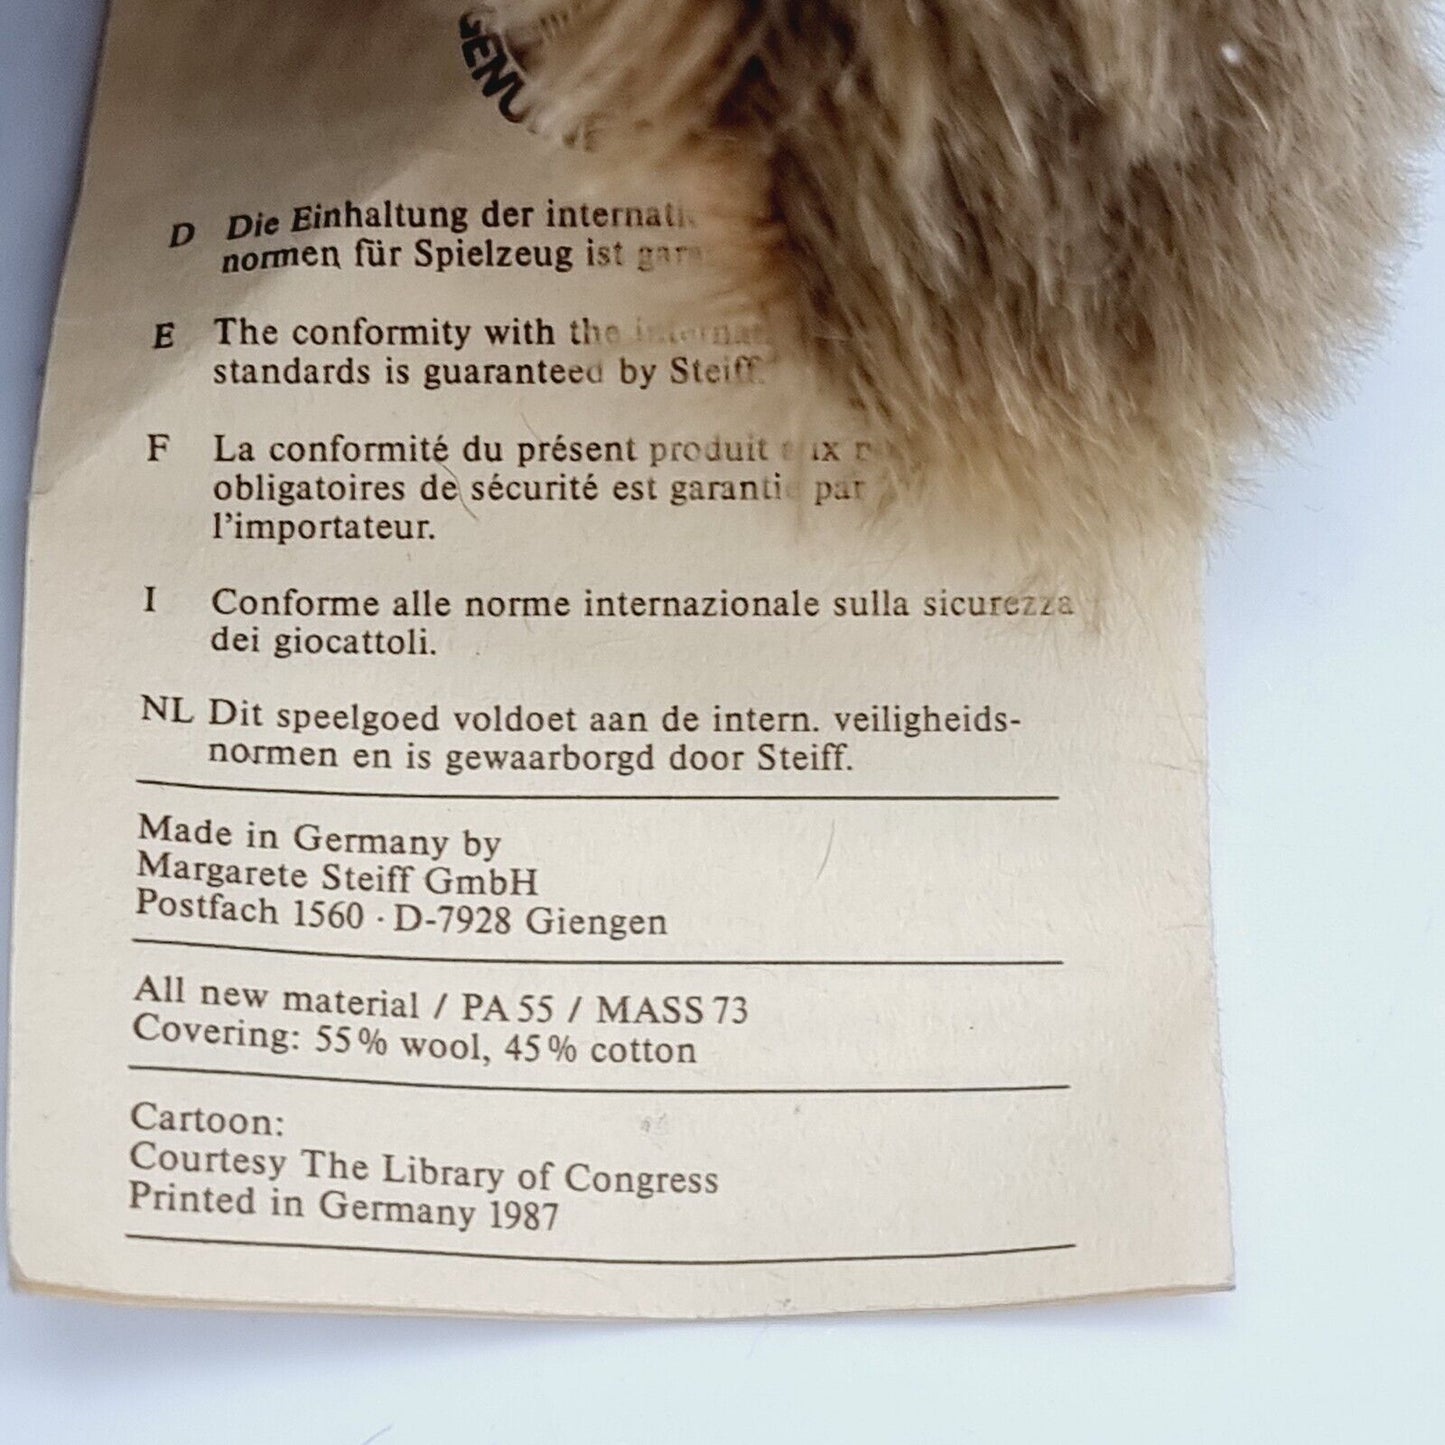 D Die Einhaltung der
normen für Spielzeug ist
E The conformity with the
standards is guaranteed by Steiff.
F La conformité du présent produit aux
obligatoires de sécurité est garantie par
l'importateur.
I Conforme alle norme internazionale sulla sicurezza
dei giocattoli.
NL Dit speelgoed voldoet aan de intern. veiligheids-
normen en is gewaarborgd door Steiff.
Made in Germany by
Margarete Steiff GmbH
Postfach 1560 · D-7928 Giengen
All new material / PA 55 / MASS 73
Covering: 55% wool, 45% cotton
Cartoon:
Courtesy The Library of Congress
Printed in Germany 1987